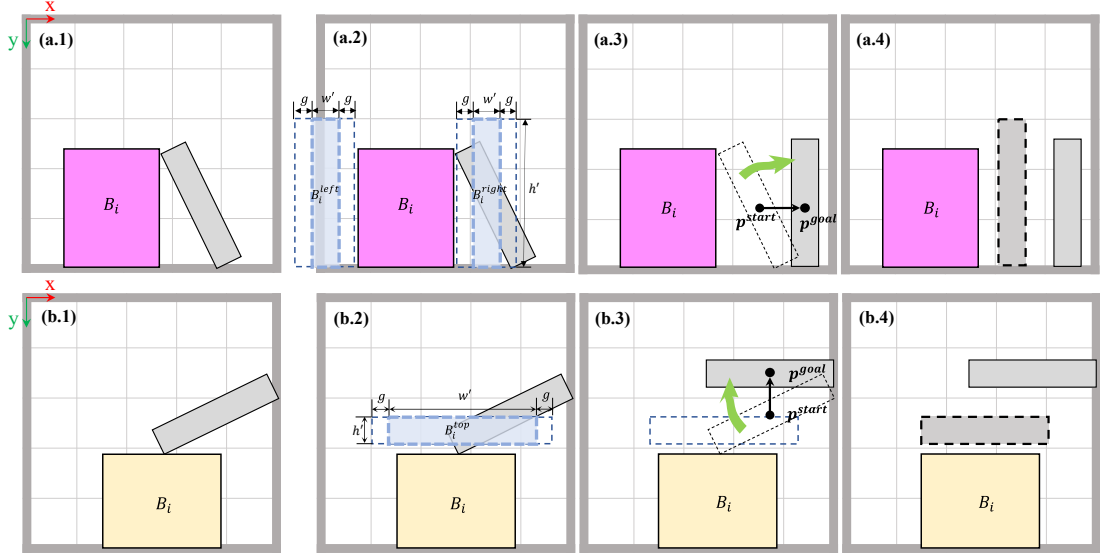 x
y
(a.1)
B_i
(a.2)
g w' g
g w' g
B_i^{left}
B_i
B_i^{right}
h'
(a.3)
B_i
p^{start}
p^{goal}
(a.4)
B_i
x
y
(b.1)
B_i
(b.2)
g w' g
h'
B_i^{top}
B_i
(b.3)
p^{goal}
p^{start}
B_i
(b.4)
B_i